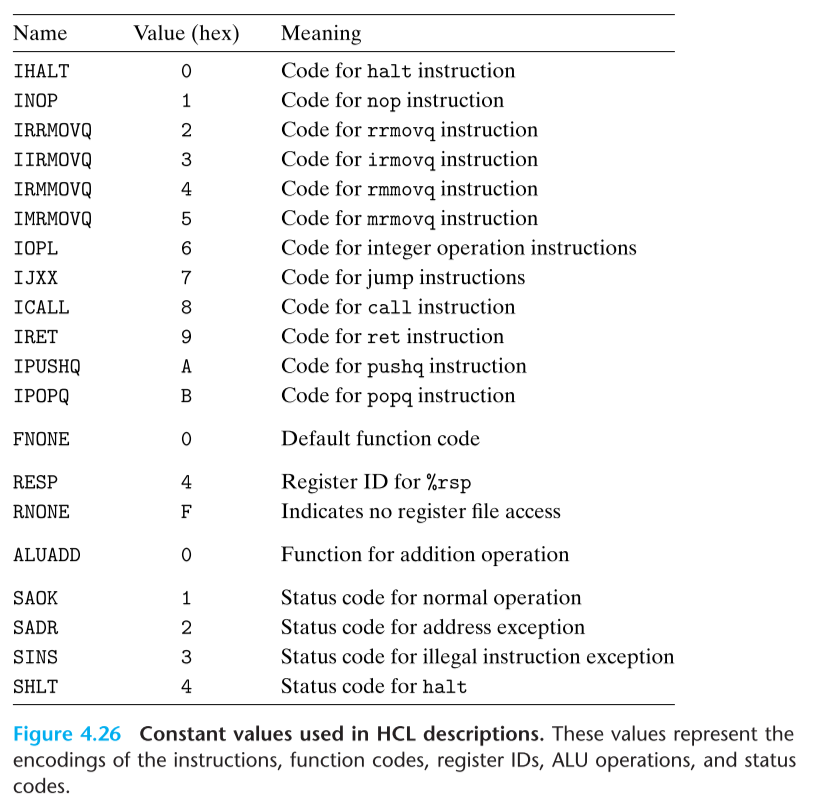 Name Value (hex) Meaning
IHALT 0 Code for halt instruction
INOP 1 Code for nop instruction
IRRMOVQ 2 Code for rrmovq instruction
IIRMOVQ 3 Code for irmovq instruction
IRMMOVQ 4 Code for rmmovq instruction
IMRMOVQ 5 Code for mrmovq instruction
IOPL 6 Code for integer operation instructions
IJXX 7 Code for jump instructions
ICALL 8 Code for call instruction
IRET 9 Code for ret instruction
IPUSHQ A Code for pushq instruction
IPOPQ B Code for popq instruction
FNONE 0 Default function code
RESP 4 Register ID for %rsp
RNONE F Indicates no register file access
ALUADD 0 Function for addition operation
SAOK 1 Status code for normal operation
SADR 2 Status code for address exception
SINS 3 Status code for illegal instruction exception
SHLT 4 Status code for halt
Figure 4.26 Constant values used in HCL descriptions. These values represent the
encodings of the instructions, function codes, register IDs, ALU operations, and status
codes.